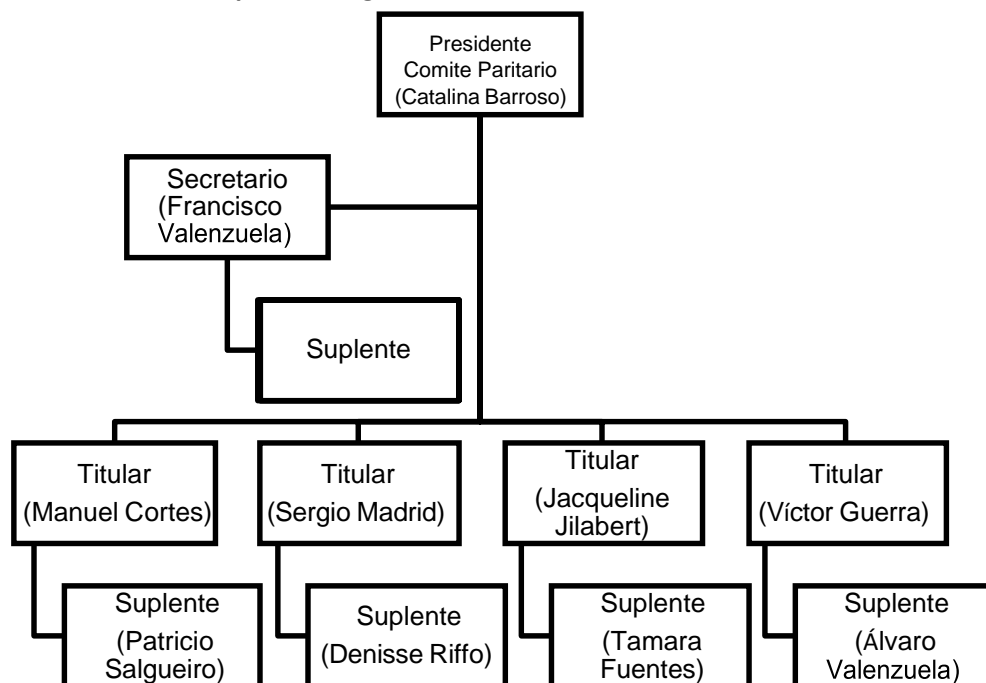 Presidente
Comite Paritario
(Catalina Barroso)
Secretario
(Francisco
Valenzuela)
Suplente
Titular
(Manuel Cortes)
Titular
(Sergio Madrid)
Titular
(Jacqueline
Jilabert)
Titular
(Víctor Guerra)
Suplente
(Patricio
Salgueiro)
Suplente
(Denisse Riffo)
Suplente
(Tamara
Fuentes)
Suplente
(Álvaro
Valenzuela)